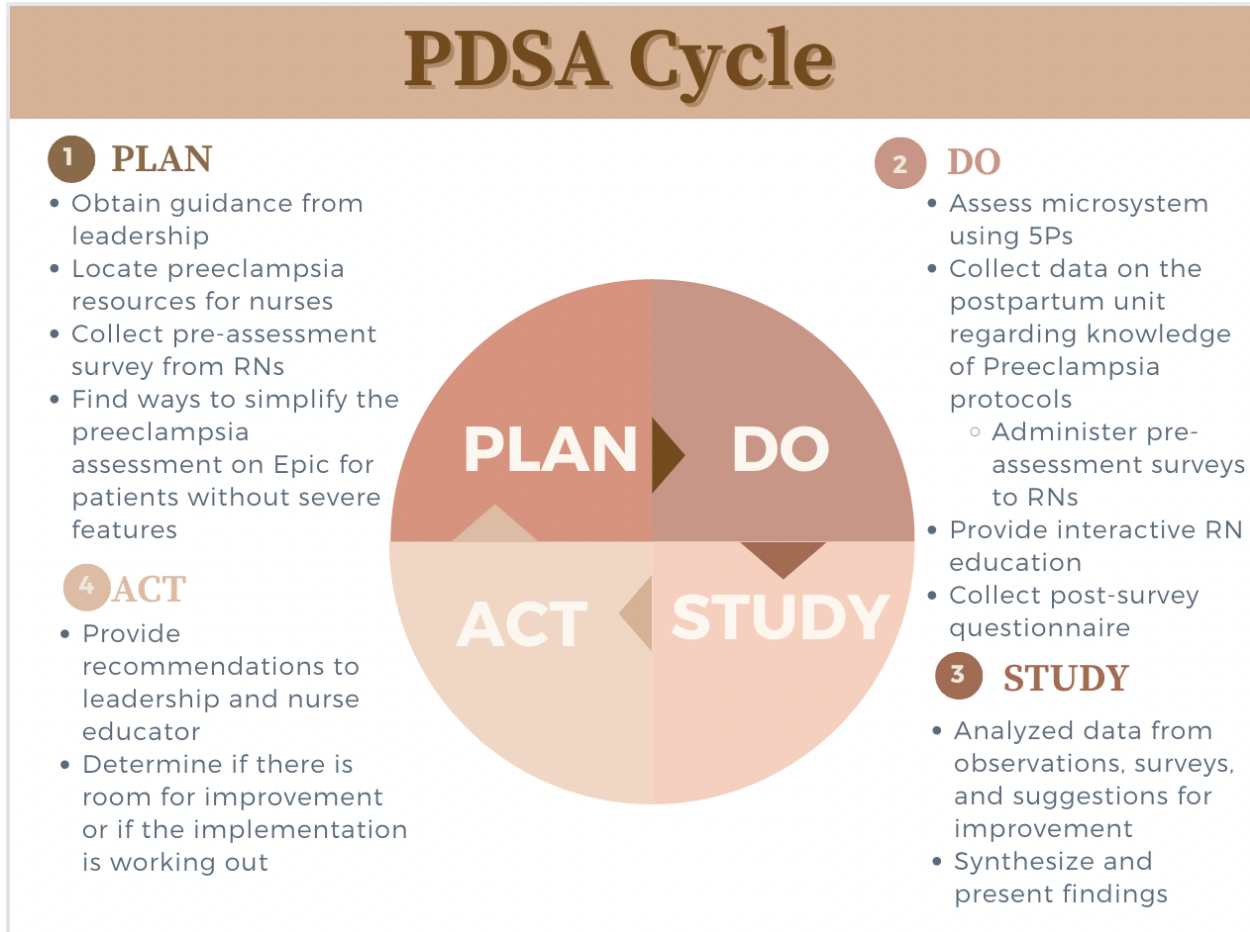 PDSA Cycle
1 PLAN
• Obtain guidance from
leadership
• Locate preeclampsia
resources for nurses
• Collect pre-assessment
survey from RNs
• Find ways to simplify the
preeclampsia
assessment on Epic for
patients without severe
features
2 DO
• Assess microsystem
using 5Ps
• Collect data on the
postpartum unit
regarding knowledge
of Preeclampsia
protocols
○ Administer pre-
assessment surveys
to RNs
• Provide interactive RN
education
• Collect post-survey
questionnaire
PLAN
DO
ACT
STUDY
3 STUDY
• Analyzed data from
observations, surveys,
and suggestions for
improvement
• Synthesize and
present findings
4 ACT
• Provide
recommendations to
leadership and nurse
educator
• Determine if there is
room for improvement
or if the implementation
is working out